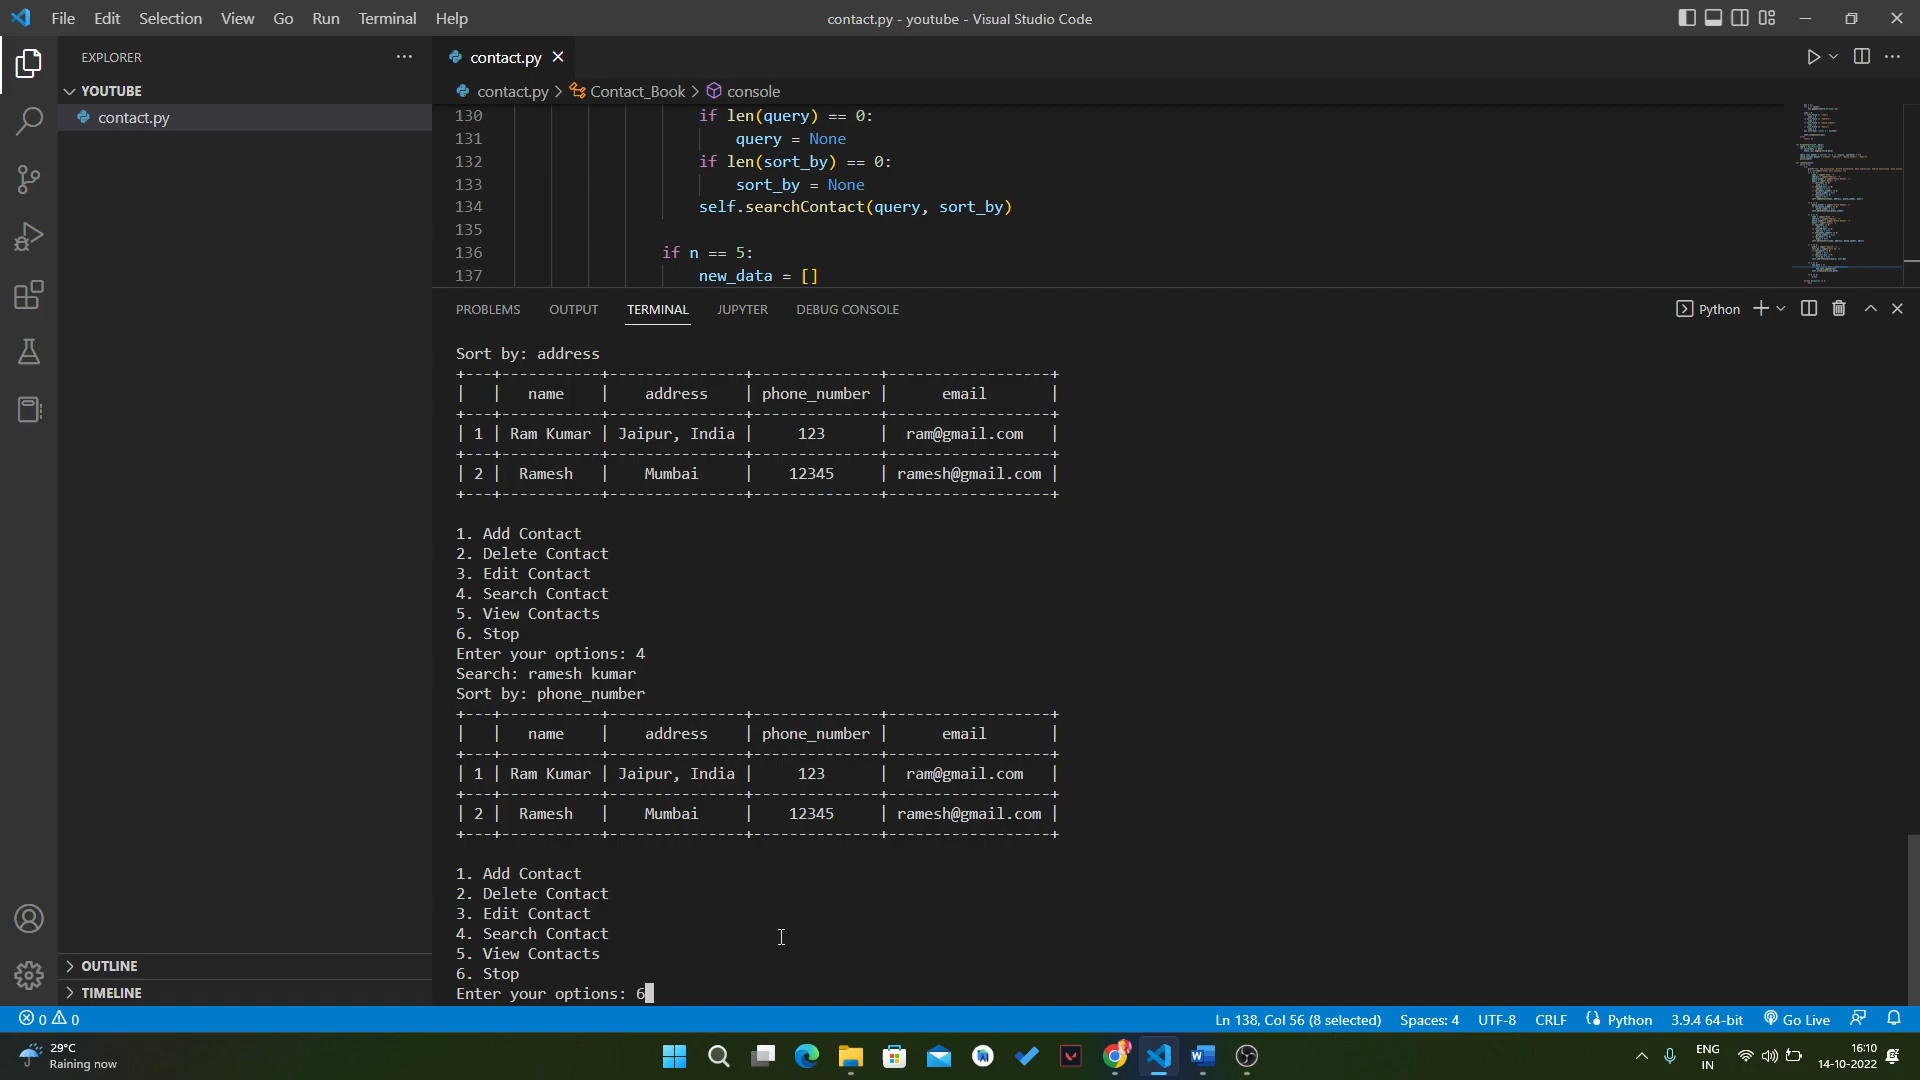 File Edit Selection View Go Run Terminal Help
contact.py - youtube - Visual Studio Code
EXPLORER
contact.py
YOUTUBE
contact.py
contact.py > Contact_Book > console
130 if len(query) == 0:
131 query = None
132 if len(sort_by) == 0:
133 sort_by = None
134 self.searchContact(query, sort_by)
135
136 if n == 5:
137 new_data = []
PROBLEMS OUTPUT TERMINAL JUPYTER DEBUG CONSOLE
Python
Sort by: address
+---+-----------+---------------+--------------+------------------+
|   |   name    |    address    | phone_number |      email       |
+---+-----------+---------------+--------------+------------------+
| 1 | Ram Kumar | Jaipur, India |     123      |  ram@gmail.com   |
+---+-----------+---------------+--------------+------------------+
| 2 |  Ramesh   |    Mumbai     |    12345     | ramesh@gmail.com |
+---+-----------+---------------+--------------+------------------+
1. Add Contact
2. Delete Contact
3. Edit Contact
4. Search Contact
5. View Contacts
6. Stop
Enter your options: 4
Search: ramesh kumar
Sort by: phone_number
+---+-----------+---------------+--------------+------------------+
|   |   name    |    address    | phone_number |      email       |
+---+-----------+---------------+--------------+------------------+
| 1 | Ram Kumar | Jaipur, India |     123      |  ram@gmail.com   |
+---+-----------+---------------+--------------+------------------+
| 2 |  Ramesh   |    Mumbai     |    12345     | ramesh@gmail.com |
+---+-----------+---------------+--------------+------------------+
1. Add Contact
2. Delete Contact
3. Edit Contact
4. Search Contact
5. View Contacts
6. Stop
Enter your options: 6
OUTLINE
TIMELINE
0 0
Ln 138, Col 56 (8 selected) Spaces: 4 UTF-8 CRLF Python 3.9.4 64-bit Go Live
29°C
Raining now
ENG
IN
16:10
14-10-2022